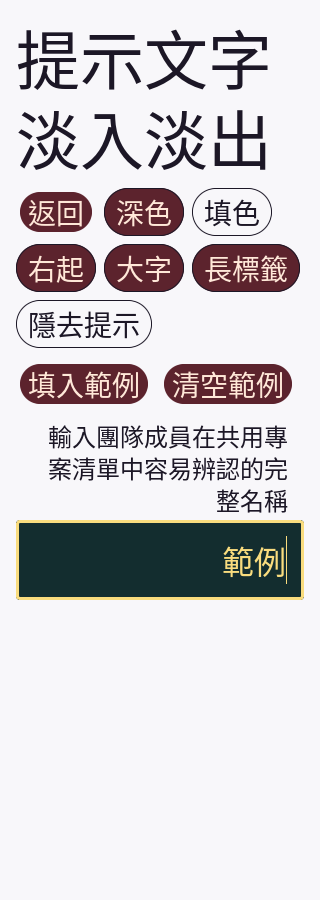 提示文字
淡入淡出
返回 深色 填色
右起 大字 長標籤
隱去提示
填入範例 清空範例
輸入團隊成員在共用專
案清單中容易辨認的完
整名稱
範例